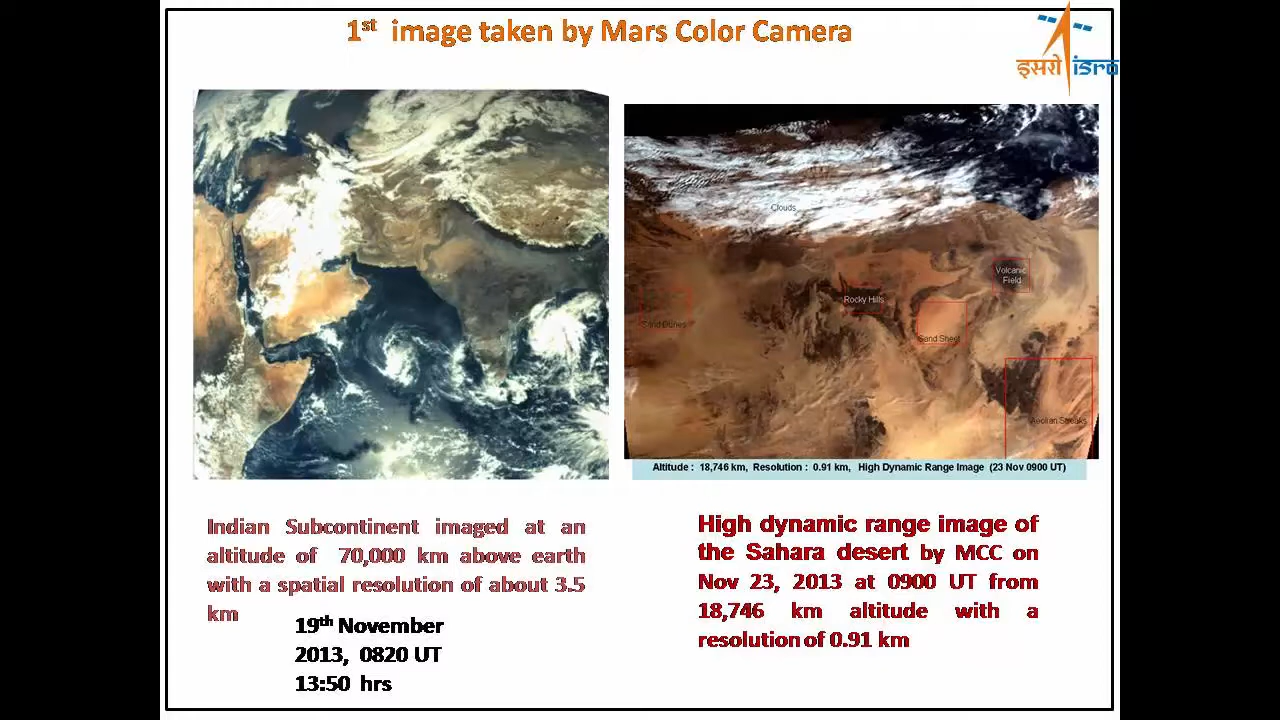 1st image taken by Mars Color Camera
इसरो isro
Clouds
Volcanic
Field
Rocky Hills
Sand Dunes
Sand Sheet
Aeolian Streaks
Altitude : 18,746 km, Resolution : 0.91 km, High Dynamic Range Image (23 Nov 0900 UT)
Indian Subcontinent imaged at an
altitude of 70,000 km above earth
with a spatial resolution of about 3.5
km
19th November
2013, 0820 UT
13:50 hrs
High dynamic range image of
the Sahara desert by MCC on
Nov 23, 2013 at 0900 UT from
18,746 km altitude with a
resolution of 0.91 km